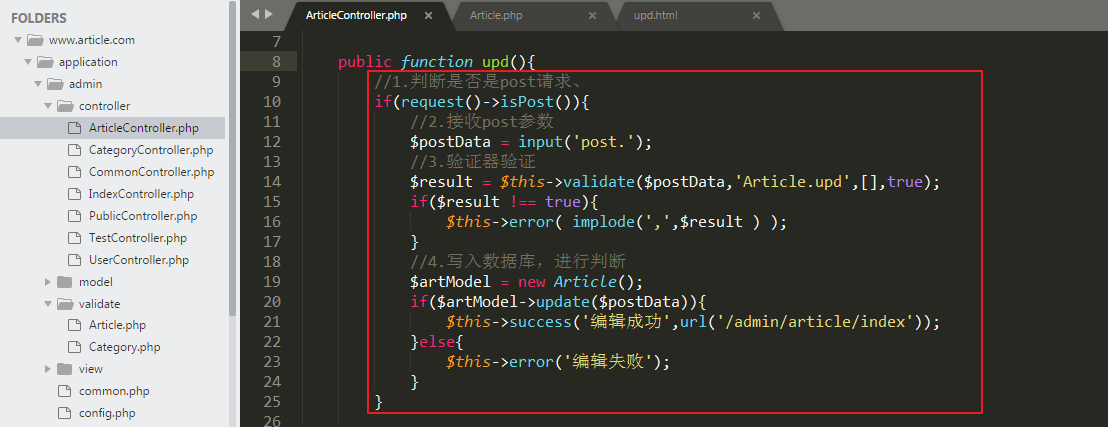 FOLDERS
www.article.com
application
admin
controller
ArticleController.php
CategoryController.php
CommonController.php
IndexController.php
PublicController.php
TestController.php
UserController.php
model
validate
Article.php
Category.php
view
common.php
config.php
ArticleController.php × Article.php × upd.html ×
7
8 public function upd(){
9 //1.判断是否是post请求、
10 if(request()->isPost()){
11 //2.接收post参数
12 $postData = input('post.');
13 //3.验证器验证
14 $result = $this->validate($postData,'Article.upd',[],true);
15 if($result !== true){
16 $this->error( implode(',',$result ) );
17 }
18 //4.写入数据库，进行判断
19 $artModel = new Article();
20 if($artModel->update($postData)){
21 $this->success('编辑成功',url('/admin/article/index'));
22 }else{
23 $this->error('编辑失败');
24 }
25 }
26